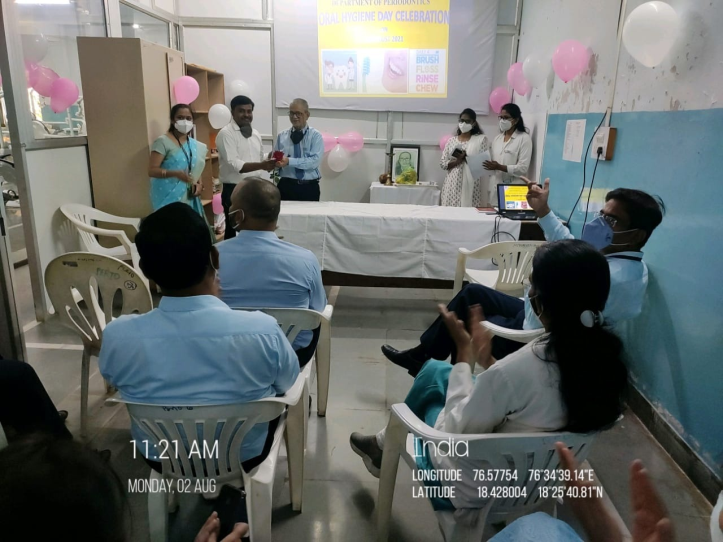 DEPARTMENT OF PERIODONTICS
ORAL HYGIENE DAY CELEBRATION
BRUSH
FLOSS
RINSE
CHEW
11:21 AM
MONDAY, 02 AUG
India
LONGITUDE 76.57754 76°34'39.14"E
LATITUDE 18.428004 18°25'40.81"N